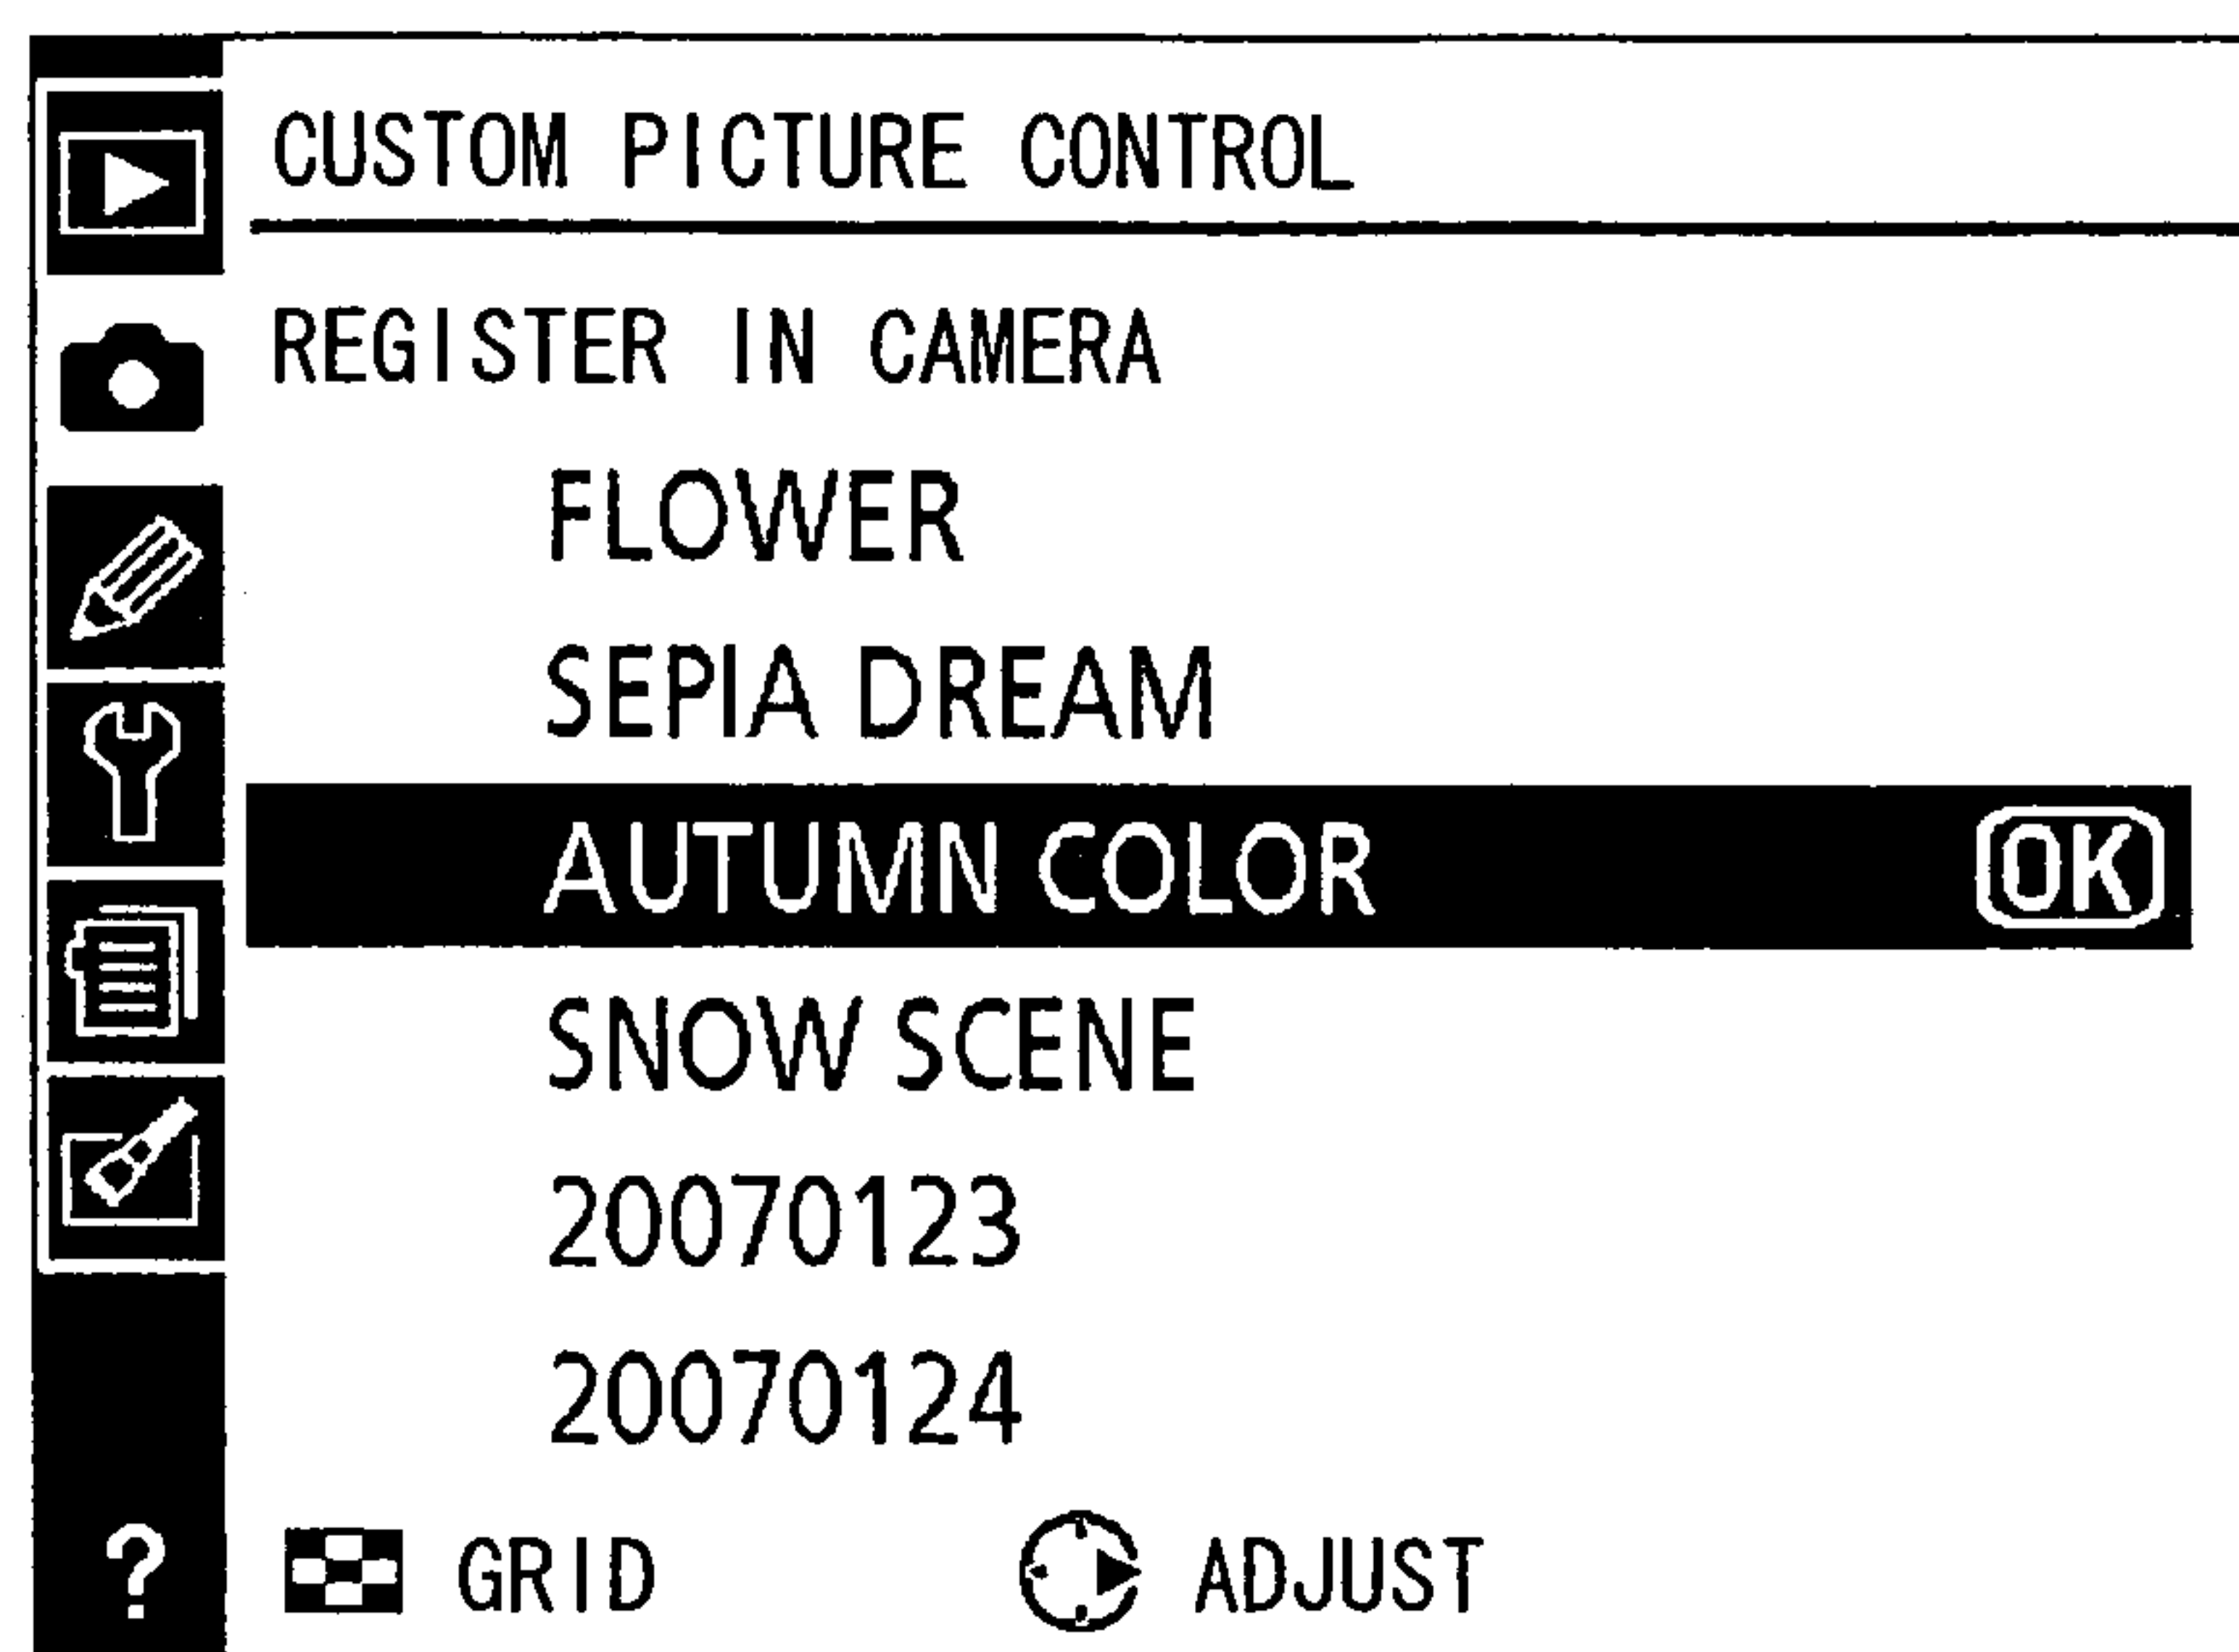 CUSTOM PICTURE CONTROL
REGISTER IN CAMERA
FLOWER
SEPIA DREAM
AUTUMN COLOR OK
SNOW SCENE
20070123
20070124
? GRID ADJUST